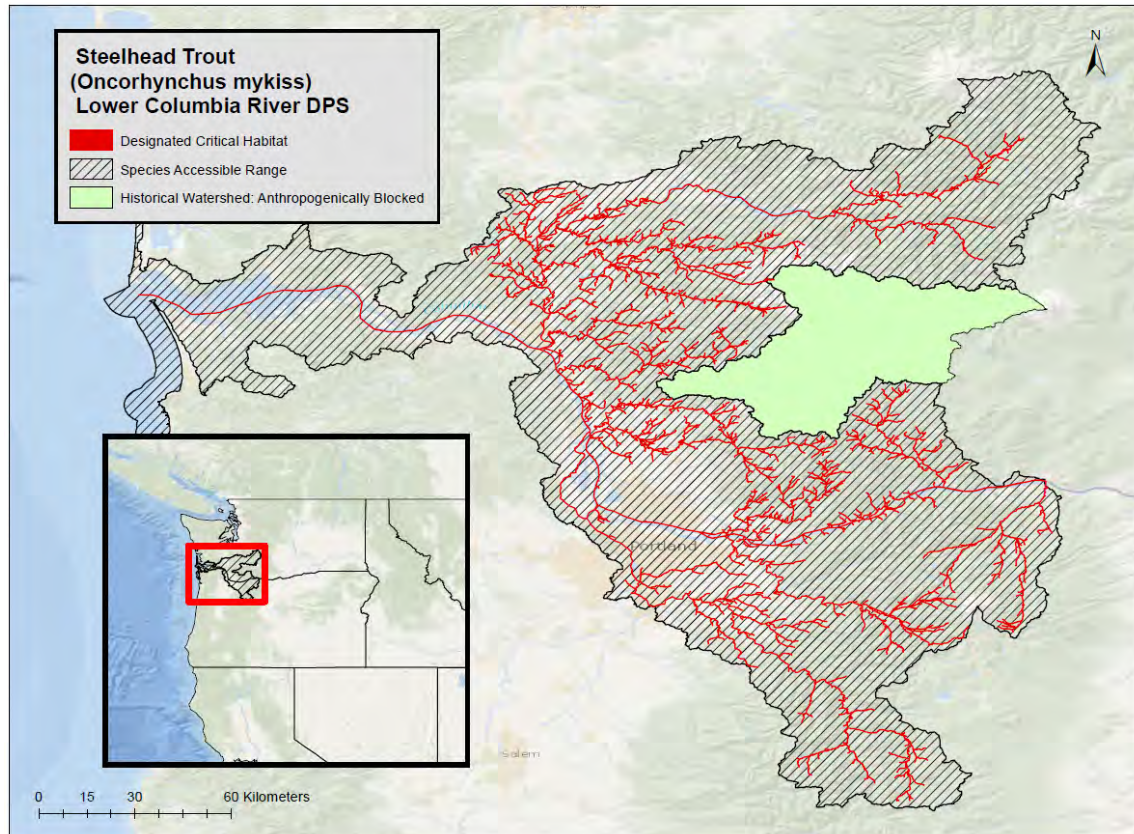 Steelhead Trout
(Oncorhynchus mykiss)
Lower Columbia River DPS
Designated Critical Habitat
Species Accessible Range
Historical Watershed: Anthropogenically Blocked
N
Portland
Salem
0 15 30 60 Kilometers